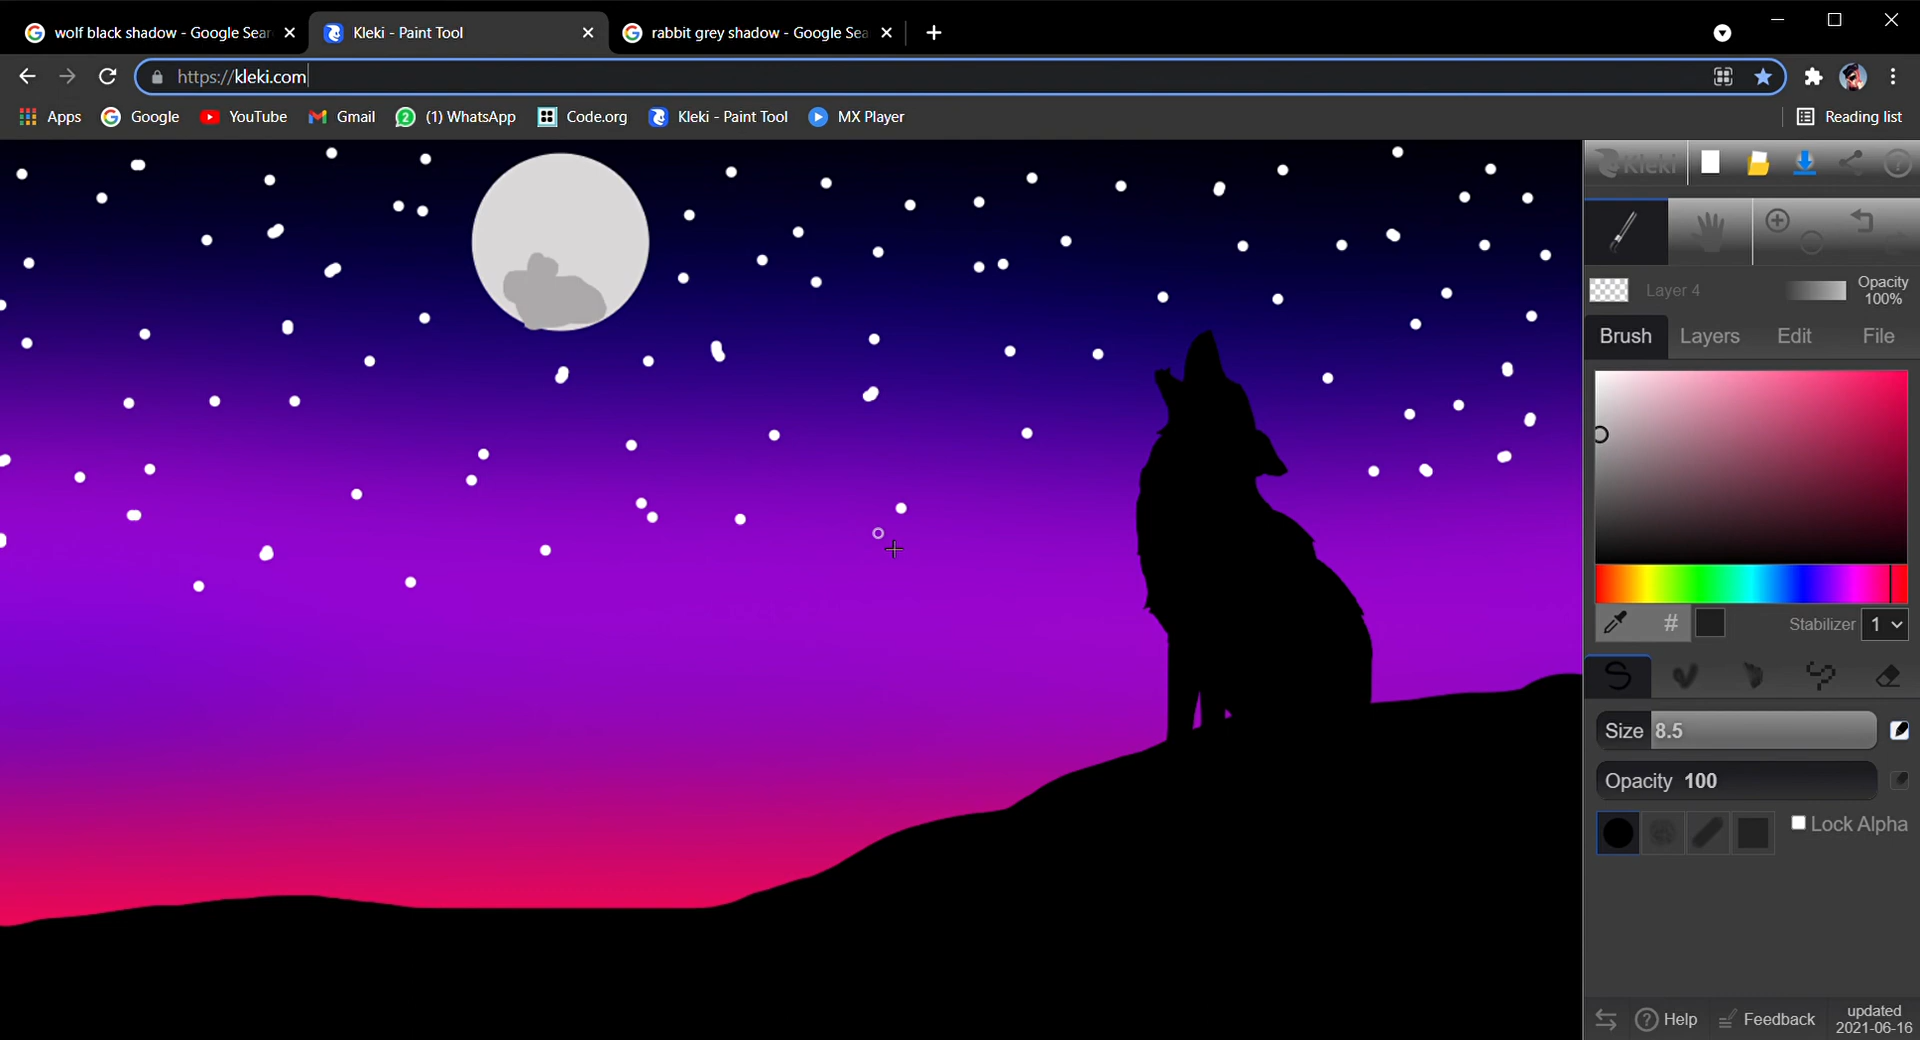 wolf black shadow - Google Sear
Kleki - Paint Tool
rabbit grey shadow - Google Sea
https://kleki.com
Apps
Google
YouTube
Gmail
(1) WhatsApp
Code.org
Kleki - Paint Tool
MX Player
Reading list
Kleki
Layer 4
Opacity
100%
Brush
Layers
Edit
File
#
Stabilizer
1
Size 8.5
Opacity 100
Lock Alpha
Help
Feedback
updated
2021-06-16